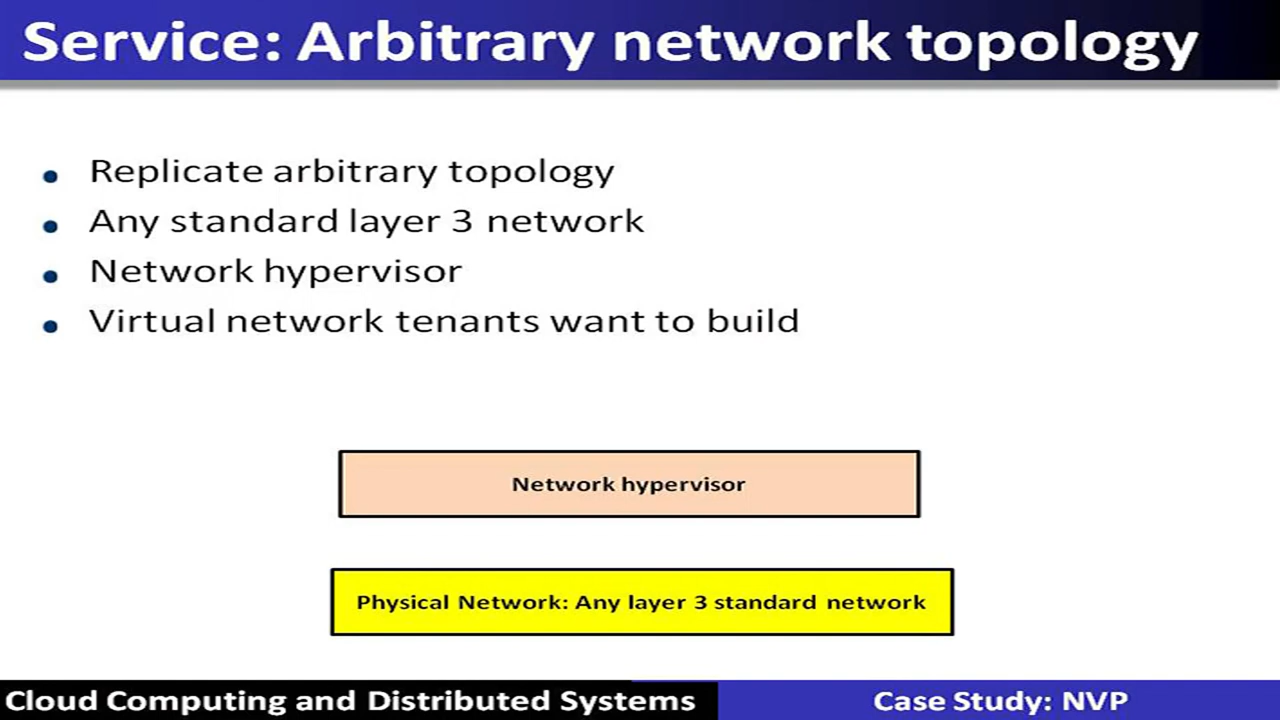 Service: Arbitrary network topology
Replicate arbitrary topology
Any standard layer 3 network
Network hypervisor
Virtual network tenants want to build
Network hypervisor
Physical Network: Any layer 3 standard network
Cloud Computing and Distributed Systems
Case Study: NVP